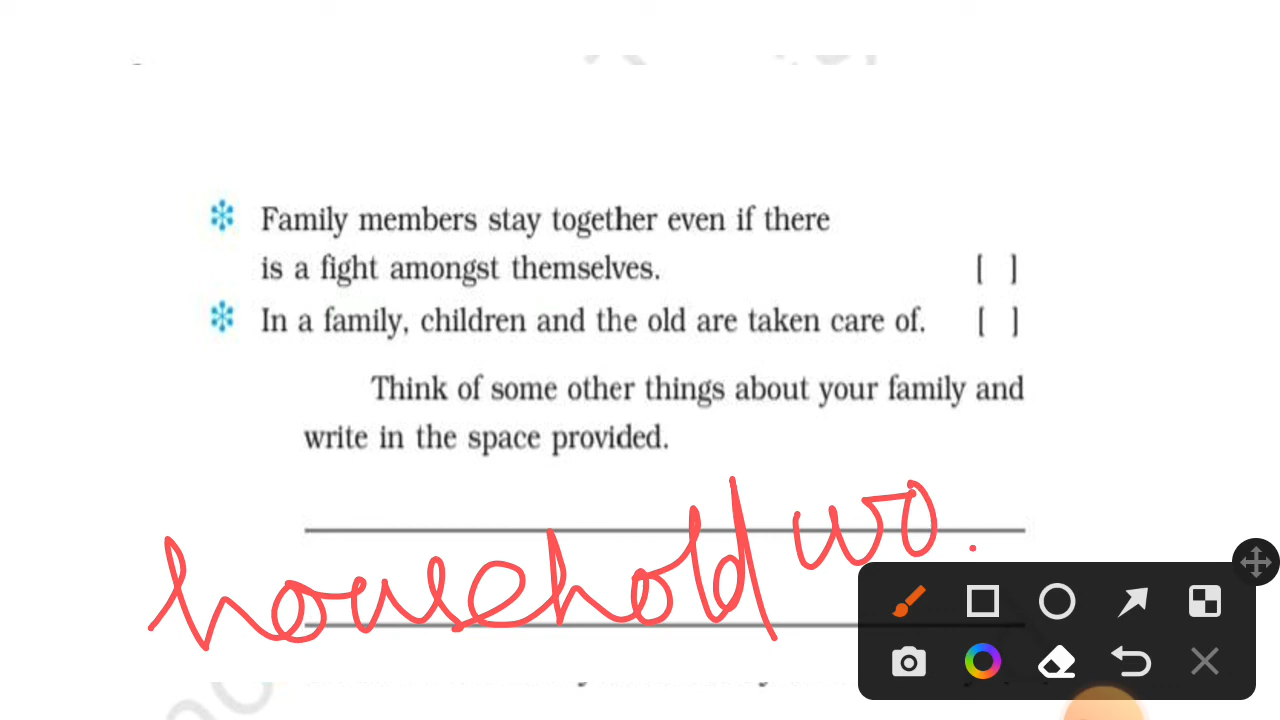 Family members stay together even if there
is a fight amongst themselves. [ ]
In a family, children and the old are taken care of. [ ]
Think of some other things about your family and
write in the space provided.
household wo.